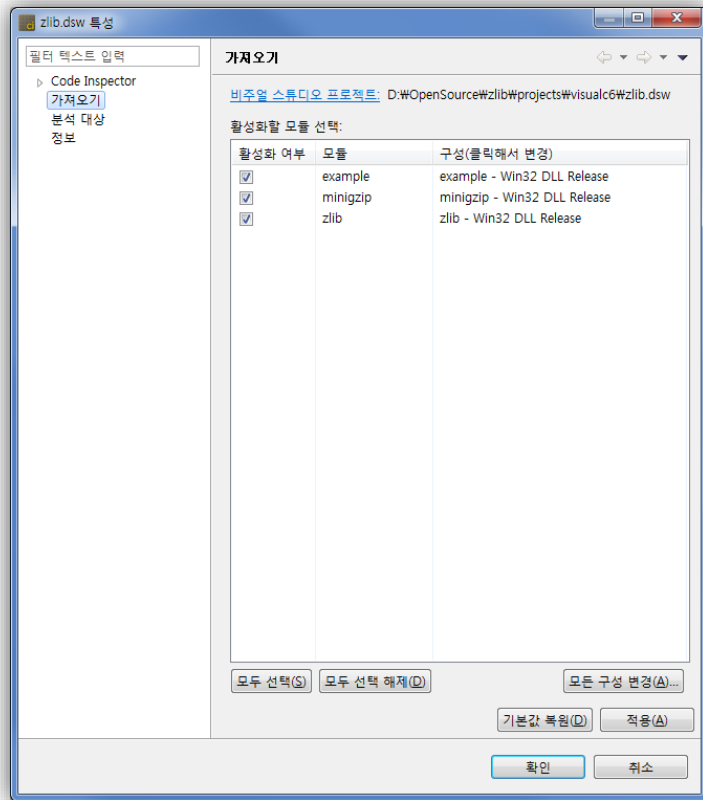 zlib.dsw 특성
필터 텍스트 입력
Code Inspector
가져오기
분석 대상
정보
가져오기
비주얼 스튜디오 프로젝트: D:₩OpenSource₩zlib₩projects₩visualc6₩zlib.dsw
활성화할 모듈 선택:
활성화 여부 모듈 구성(클릭해서 변경)
example example - Win32 DLL Release
minigzip minigzip - Win32 DLL Release
zlib zlib - Win32 DLL Release
모두 선택(S) 모두 선택 해제(D) 모든 구성 변경(A)...
기본값 복원(D) 적용(A)
확인 취소